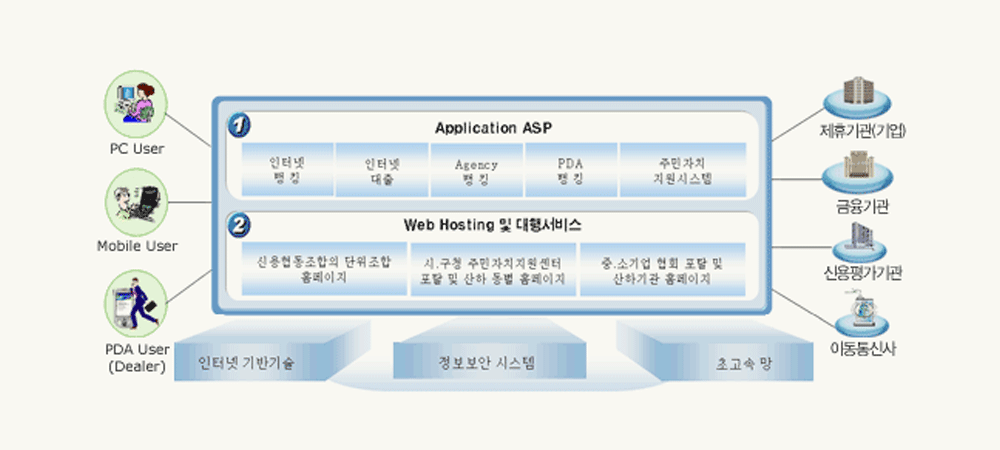 PC User
Mobile User
PDA User
(Dealer)
1
Application ASP
인터넷
뱅킹
인터넷
대출
Agency
뱅킹
PDA
뱅킹
주민자치
지원시스템
2
Web Hosting 및 대행서비스
신용협동조합의 단위조합
홈페이지
시.구청 주민자치지원센터
포탈 및 산하 동별 홈페이지
중.소기업 협회 포탈 및
산하기관 홈페이지
제휴기관(기업)
금융기관
신용평가기관
이동통신사
인터넷 기반기술
정보보안 시스템
초고속 망